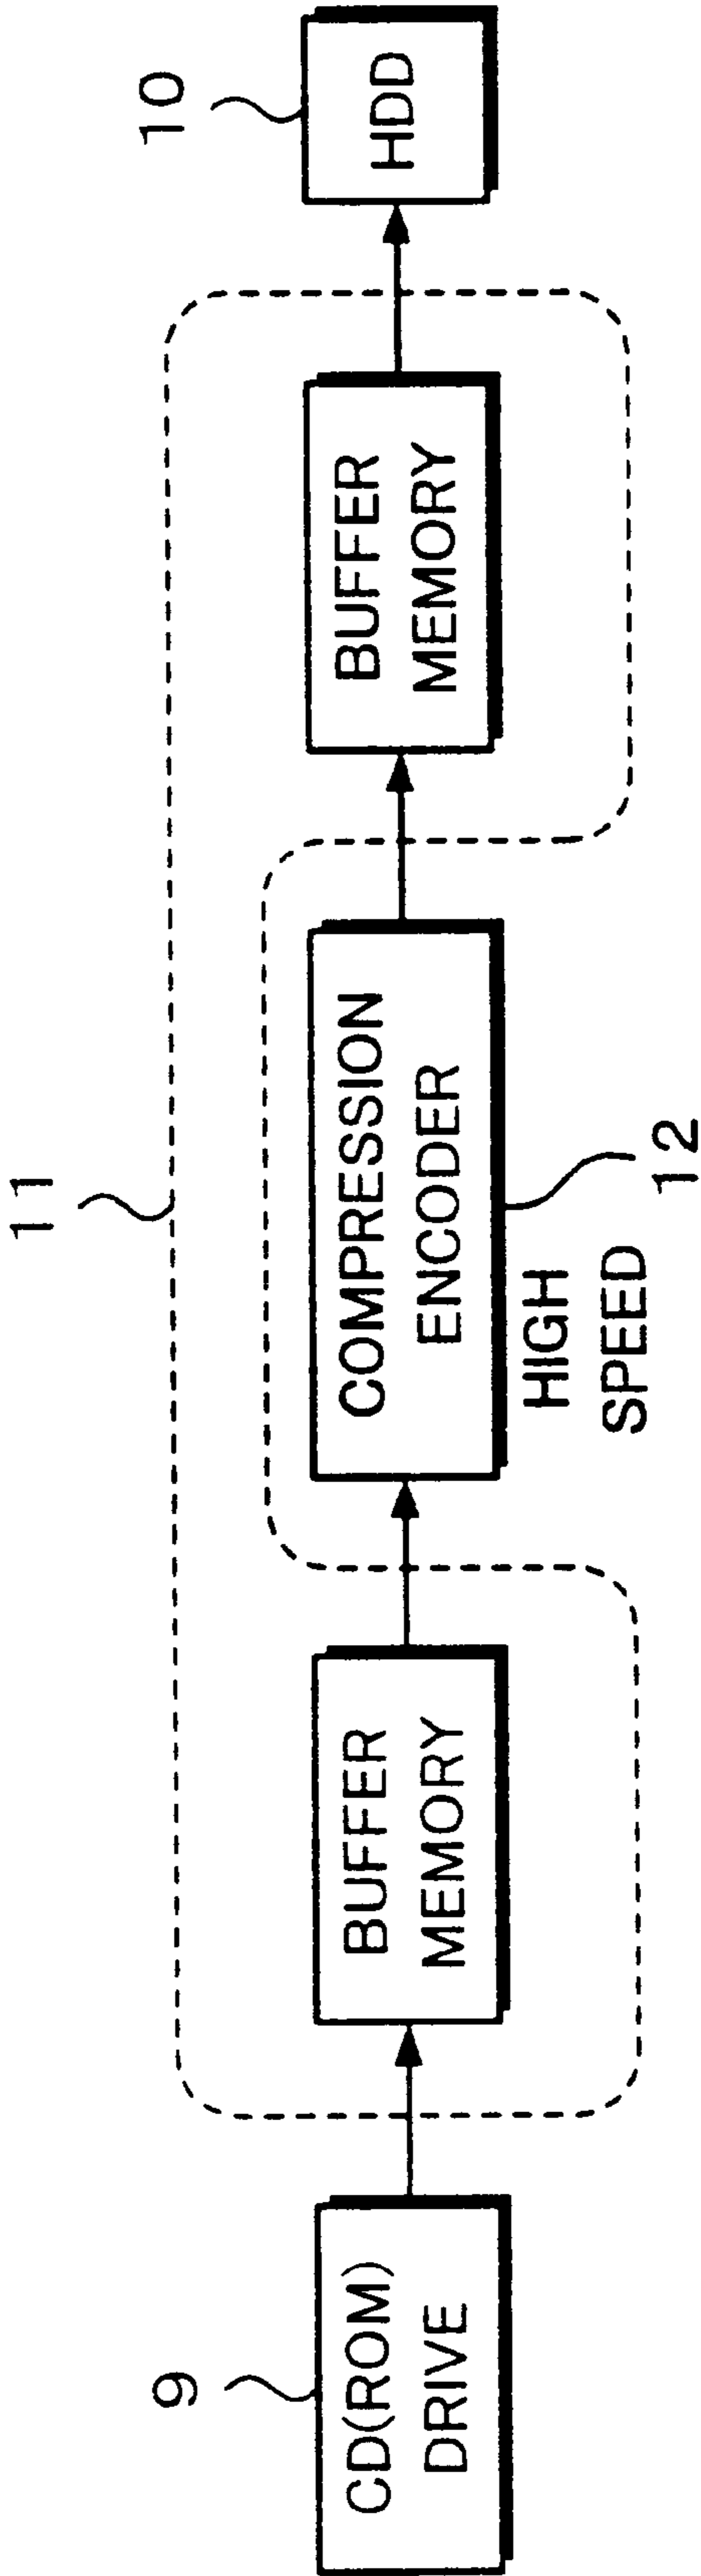 11
9
10
CD(ROM)
DRIVE
BUFFER
MEMORY
COMPRESSION
ENCODER
BUFFER
MEMORY
HDD
HIGH
SPEED
12